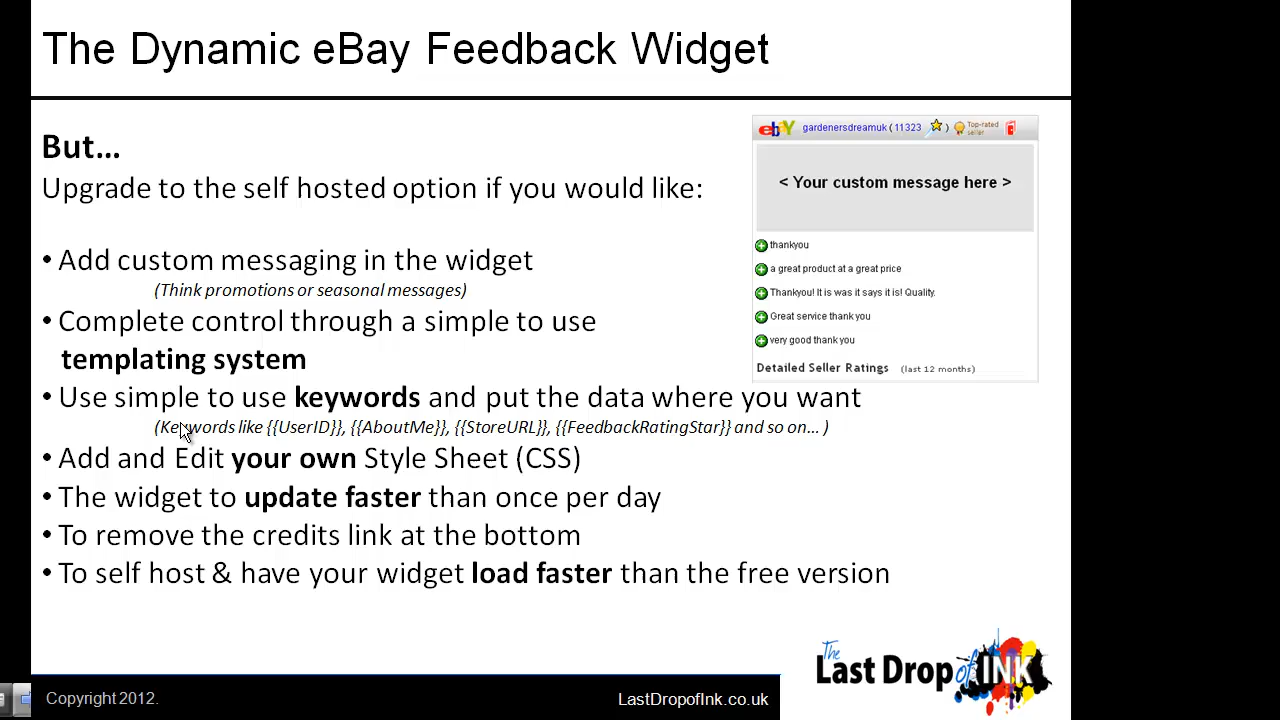 The Dynamic eBay Feedback Widget
But...
Upgrade to the self hosted option if you would like:
• Add custom messaging in the widget
(Think promotions or seasonal messages)
• Complete control through a simple to use
templating system
• Use simple to use keywords and put the data where you want
(Keywords like {{UserID}}, {{AboutMe}}, {{StoreURL}}, {{FeedbackRatingStar}} and so on... )
• Add and Edit your own Style Sheet (CSS)
• The widget to update faster than once per day
• To remove the credits link at the bottom
• To self host & have your widget load faster than the free version
ebY gardenersdreamuk ( 11323 ) Top-rated
seller
< Your custom message here >
thankyou
a great product at a great price
Thankyou! It is was it says it is! Quality.
Great service thank you
very good thank you
Detailed Seller Ratings (last 12 months)
The
Last Drop of INK
Copyright 2012.
LastDropofInk.co.uk